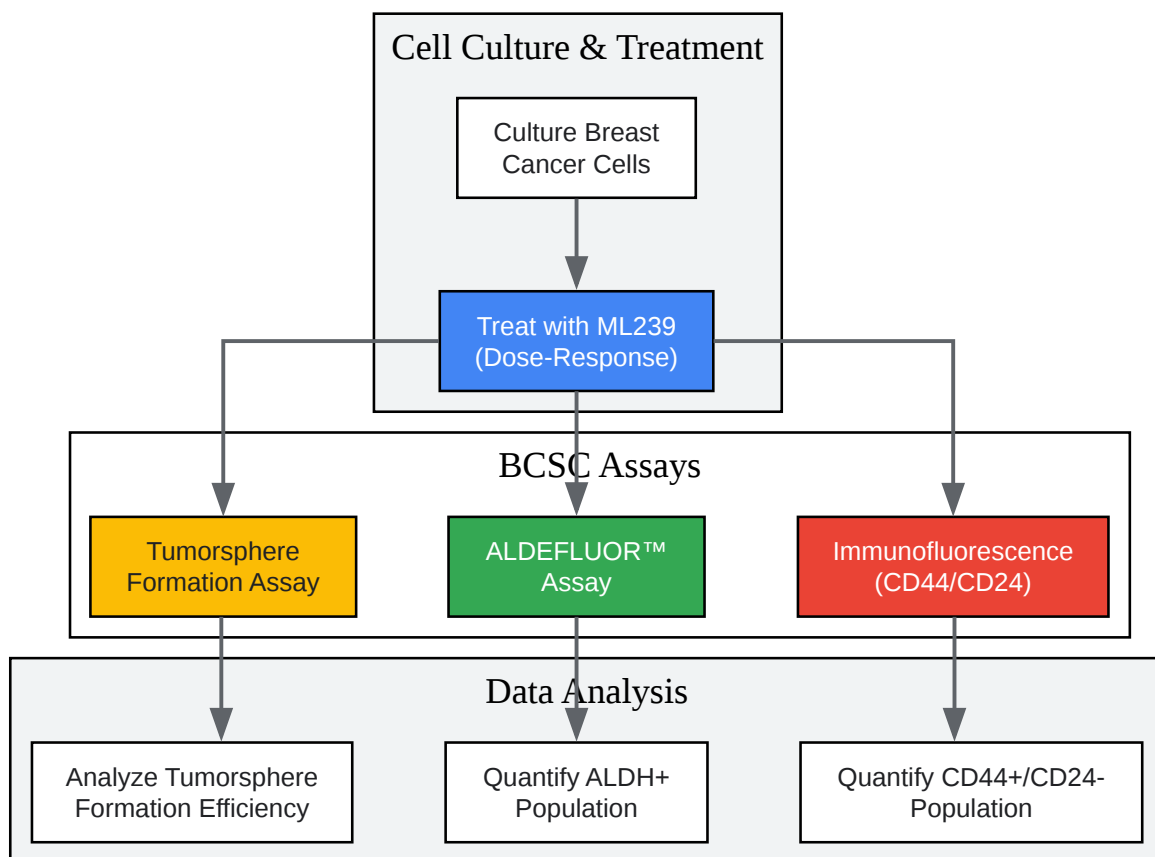 Cell Culture & Treatment
Culture Breast
Cancer Cells
Treat with ML239
(Dose-Response)
BCSC Assays
Tumorsphere
Formation Assay
ALDEFLUOR™
Assay
Immunofluorescence
(CD44/CD24)
Data Analysis
Analyze Tumorsphere
Formation Efficiency
Quantify ALDH+
Population
Quantify CD44+/CD24-
Population